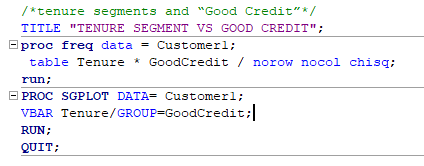 /*tenure segments and “Good Credit”*/
TITLE "TENURE SEGMENT VS GOOD CREDIT";
proc freq data = Customer1;
table Tenure * GoodCredit / norow nocol chisq;
run;
PROC SGPLOT DATA= Customer1;
VBAR Tenure/GROUP=GoodCredit;
RUN;
QUIT;